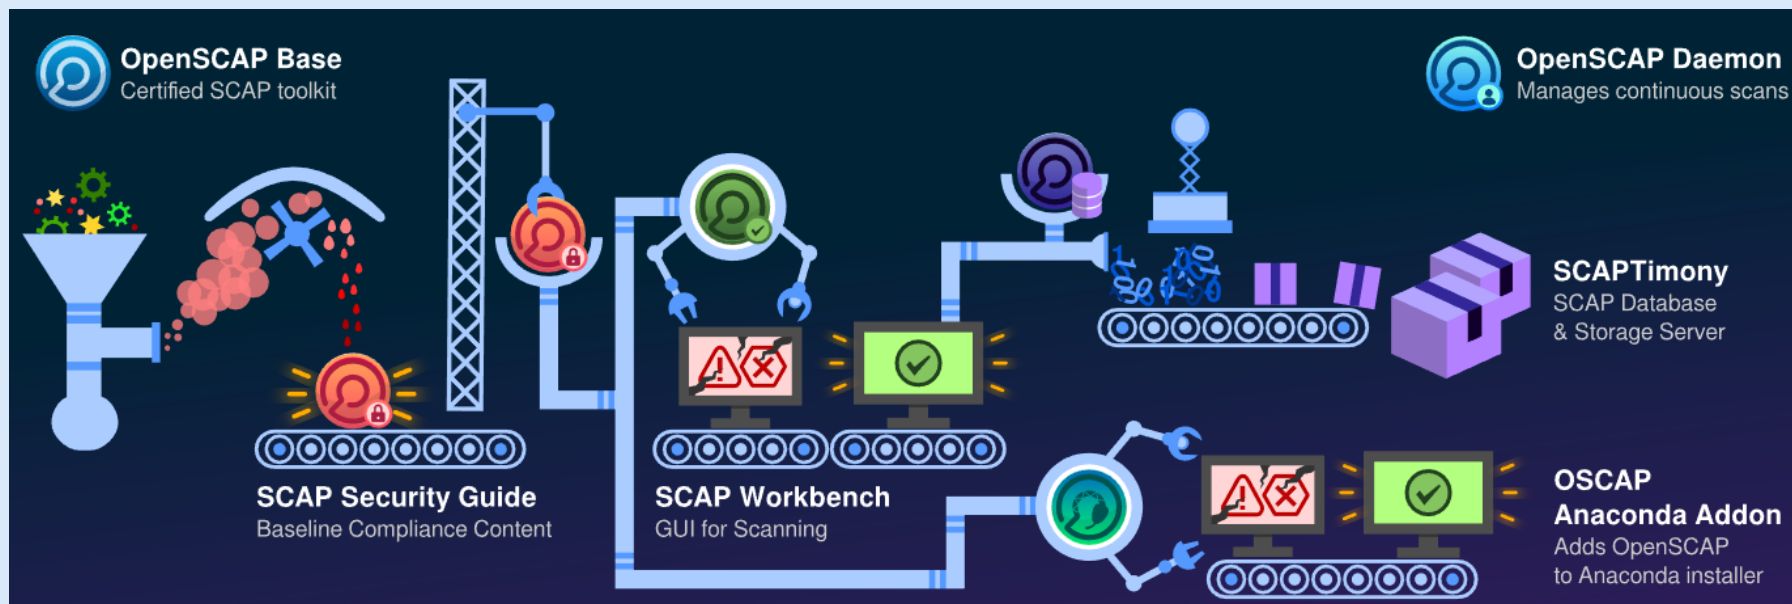 OpenSCAP Base
Certified SCAP toolkit
OpenSCAP Daemon
Manages continuous scans
SCAPTimony
SCAP Database
& Storage Server
SCAP Security Guide
Baseline Compliance Content
SCAP Workbench
GUI for Scanning
OSCAP
Anaconda Addon
Adds OpenSCAP
to Anaconda installer